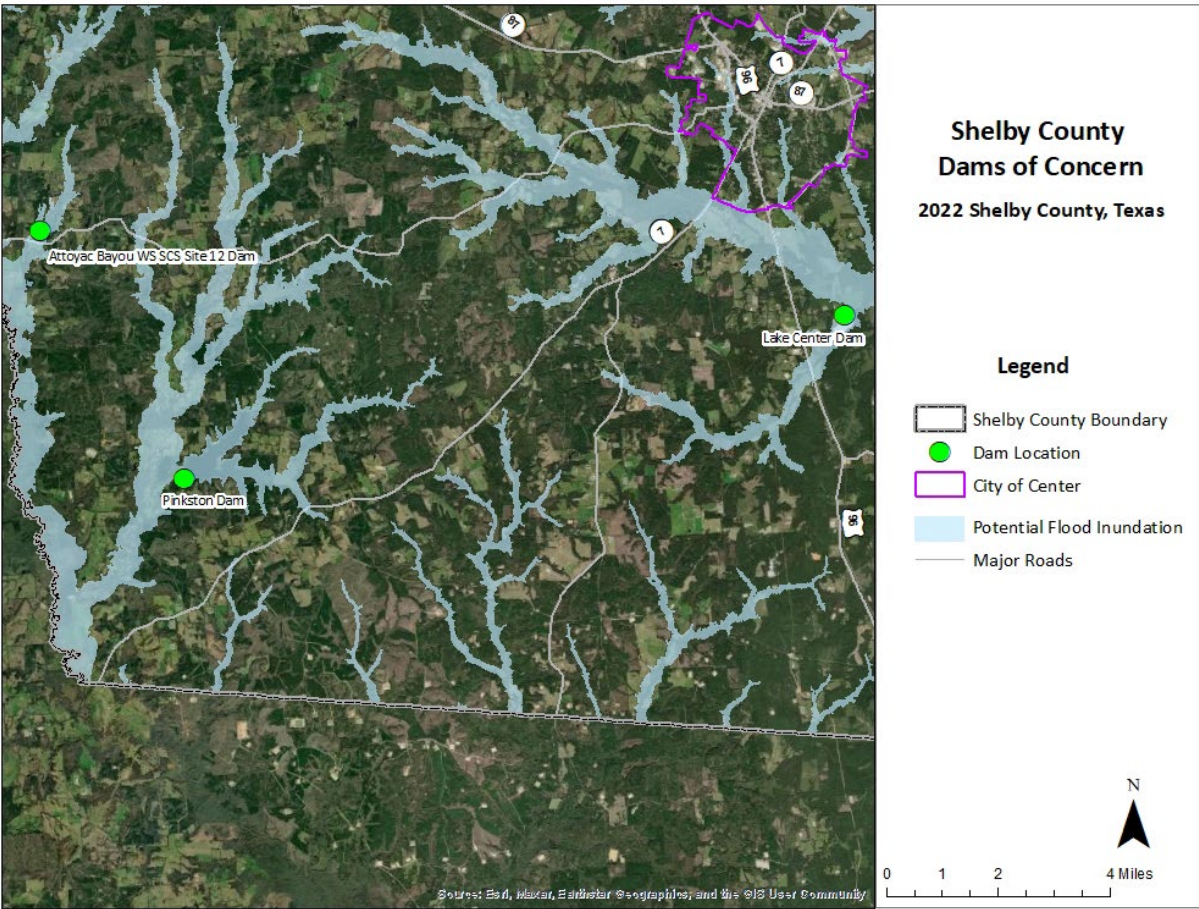 87
7
96
87
Attoyac Bayou WS SCS Site 12 Dam
7
Lake Center Dam
Pinkston Dam
96
Source: Esri, Maxar, Earthstar Geographics, and the GIS User Community
Shelby County
Dams of Concern
2022 Shelby County, Texas
Legend
Shelby County Boundary
Dam Location
City of Center
Potential Flood Inundation
Major Roads
N
0 1 2 4 Miles